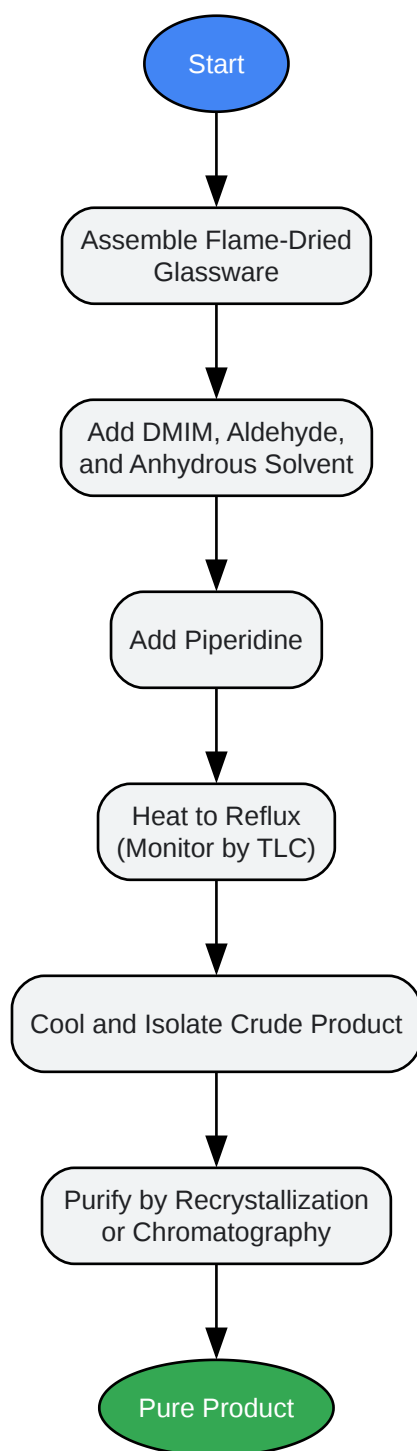 Start
Assemble Flame-Dried
Glassware
Add DMIM, Aldehyde,
and Anhydrous Solvent
Add Piperidine
Heat to Reflux
(Monitor by TLC)
Cool and Isolate Crude Product
Purify by Recrystallization
or Chromatography
Pure Product